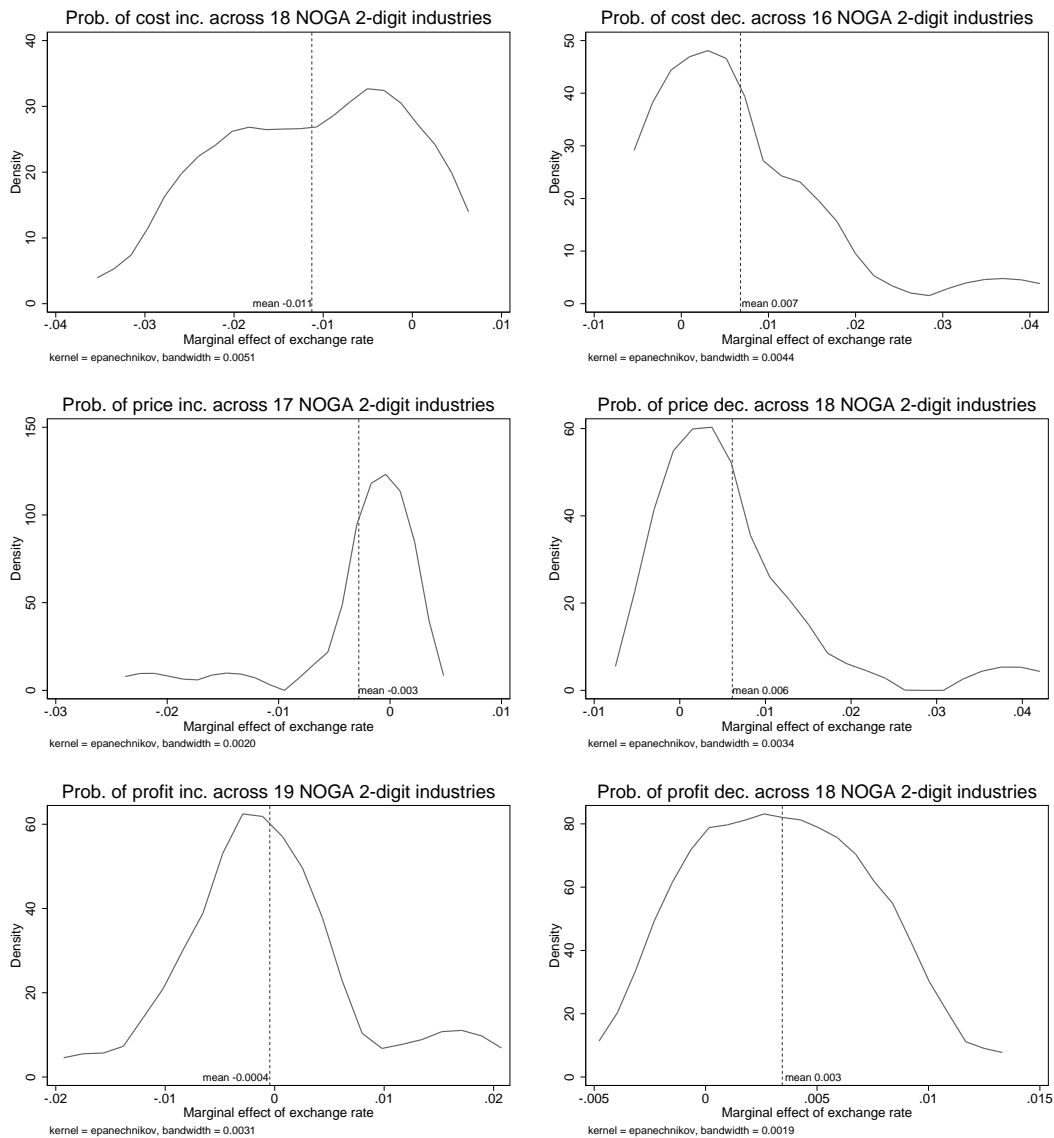 Prob. of cost inc. across 18 NOGA 2-digit industries
40
30
20
10
0
Density
mean -0.011
-.04 -.03 -.02 -.01 0 .01
Marginal effect of exchange rate
kernel = epanechnikov, bandwidth = 0.0051
Prob. of cost dec. across 16 NOGA 2-digit industries
50
40
30
20
10
0
Density
mean 0.007
-.01 0 .01 .02 .03 .04
Marginal effect of exchange rate
kernel = epanechnikov, bandwidth = 0.0044
Prob. of price inc. across 17 NOGA 2-digit industries
150
100
50
0
Density
mean -0.003
-.03 -.02 -.01 0 .01
Marginal effect of exchange rate
kernel = epanechnikov, bandwidth = 0.0020
Prob. of price dec. across 18 NOGA 2-digit industries
60
40
20
0
Density
mean 0.006
-.01 0 .01 .02 .03 .04
Marginal effect of exchange rate
kernel = epanechnikov, bandwidth = 0.0034
Prob. of profit inc. across 19 NOGA 2-digit industries
60
40
20
0
Density
mean -0.0004
-.02 -.01 0 .01 .02
Marginal effect of exchange rate
kernel = epanechnikov, bandwidth = 0.0031
Prob. of profit dec. across 18 NOGA 2-digit industries
80
60
40
20
0
Density
mean 0.003
-.005 0 .005 .01 .015
Marginal effect of exchange rate
kernel = epanechnikov, bandwidth = 0.0019